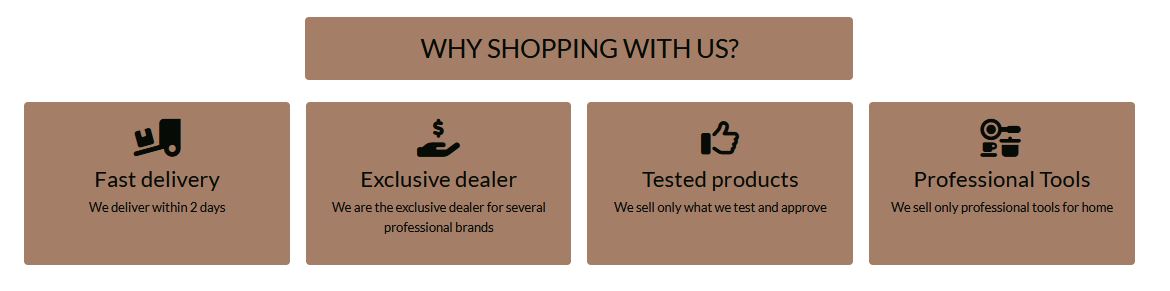 WHY SHOPPING WITH US?
$
Fast delivery
We deliver within 2 days
Exclusive dealer
We are the exclusive dealer for several
professional brands
Tested products
We sell only what we test and approve
Professional Tools
We sell only professional tools for home